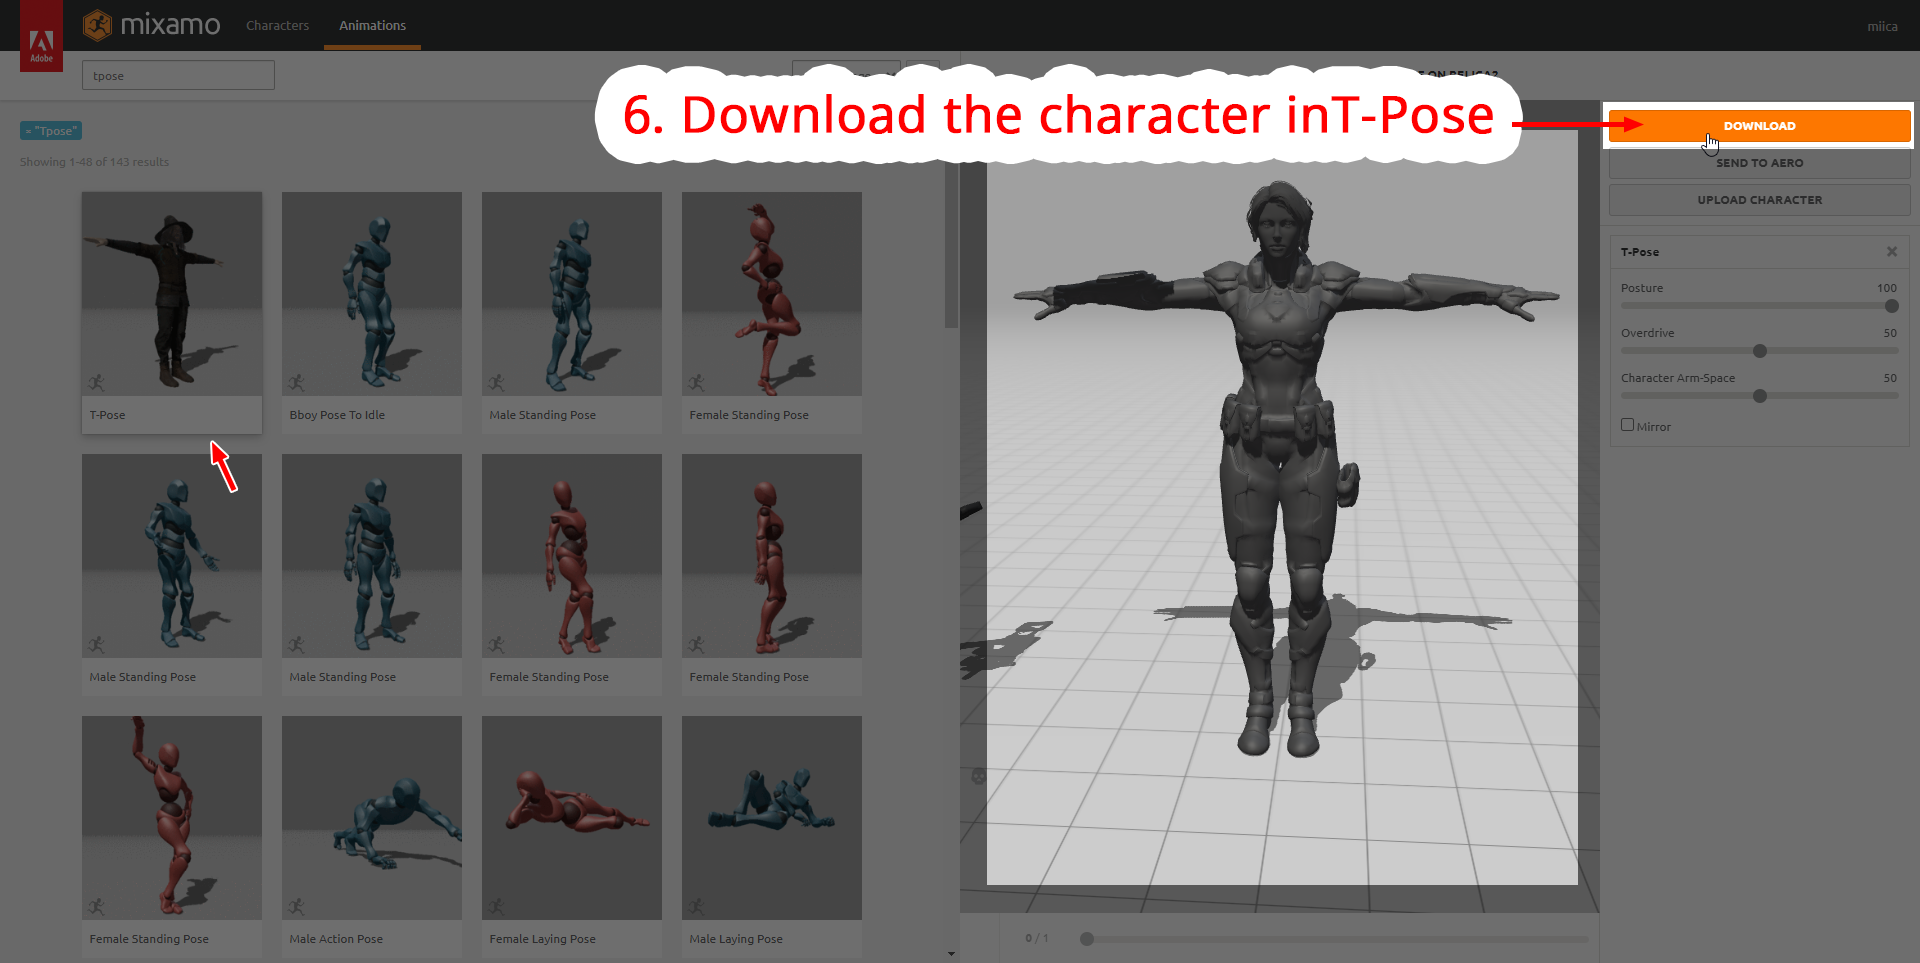 Adobe
mixamo
Characters
Animations
miica
tpose
6. Download the character inT-Pose
× "Tpose"
Showing 1-48 of 143 results
T-Pose
Bboy Pose To Idle
Male Standing Pose
Female Standing Pose
Male Standing Pose
Male Standing Pose
Female Standing Pose
Female Standing Pose
Female Standing Pose
Male Action Pose
Female Laying Pose
Male Laying Pose
0 / 1
DOWNLOAD
SEND TO AERO
UPLOAD CHARACTER
T-Pose
Posture 100
Overdrive 50
Character Arm-Space 50
Mirror